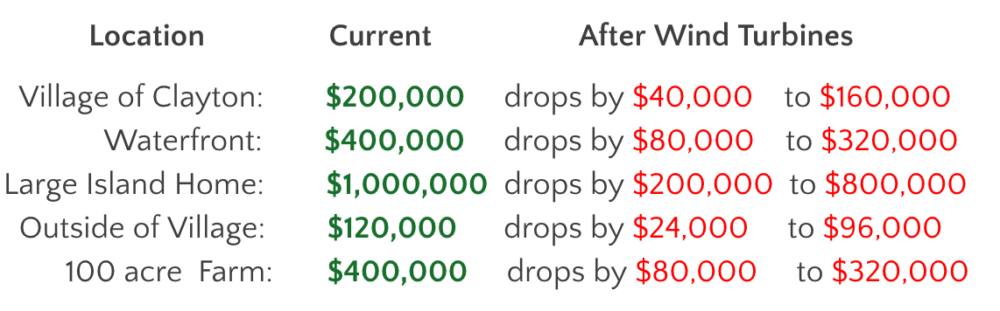 Location Current After Wind Turbines
Village of Clayton: $200,000 drops by $40,000 to $160,000
Waterfront: $400,000 drops by $80,000 to $320,000
Large Island Home: $1,000,000 drops by $200,000 to $800,000
Outside of Village: $120,000 drops by $24,000 to $96,000
100 acre Farm: $400,000 drops by $80,000 to $320,000